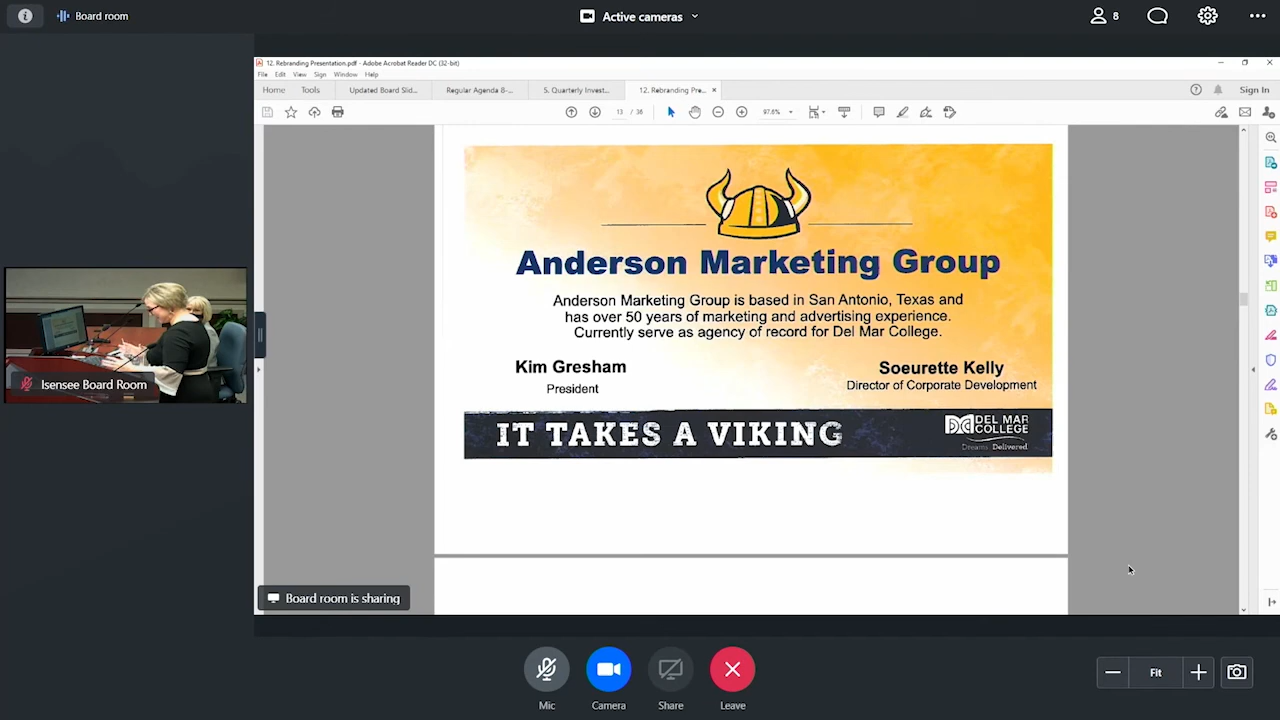 Board room
Active cameras
8
12. Rebranding Presentation.pdf - Adobe Acrobat Reader DC (32-bit)
File Edit View Sign Window Help
Home Tools Updated Board Slid... Regular Agenda 8-... 5. Quarterly Invest... 12. Rebranding Pre... Sign In
13 / 36 97.6%
Anderson Marketing Group
Anderson Marketing Group is based in San Antonio, Texas and
has over 50 years of marketing and advertising experience.
Currently serve as agency of record for Del Mar College.
Kim Gresham
President
Soeurette Kelly
Director of Corporate Development
IT TAKES A VIKING
DEL MAR
COLLEGE
Dreams. Delivered.
Isensee Board Room
Board room is sharing
Mic Camera Share Leave
Fit